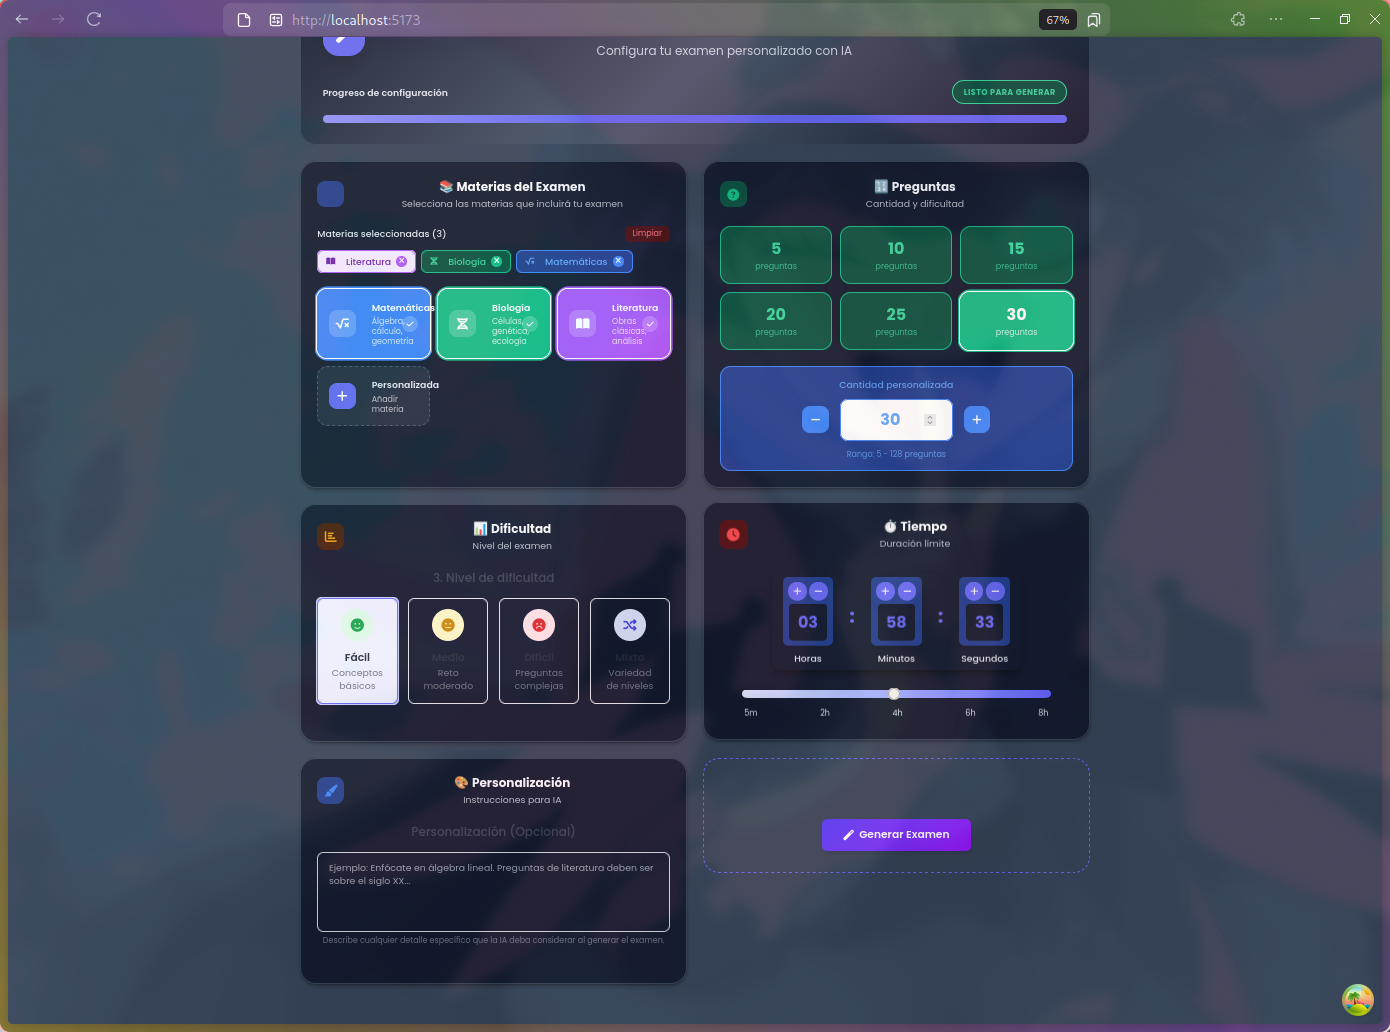 http://localhost:5173
67%
Configura tu examen personalizado con IA
Progreso de configuración
LISTO PARA GENERAR
📚 Materias del Examen
Selecciona las materias que incluirá tu examen
Materias seleccionadas (3)
Limpiar
Literatura
Biología
Matemáticas
Matemáticas
Álgebra,
cálculo,
geometría
Biología
Células,
genética,
ecología
Literatura
Obras
clásicas,
análisis
Personalizada
Añadir
materia
🔢 Preguntas
Cantidad y dificultad
5
preguntas
10
preguntas
15
preguntas
20
preguntas
25
preguntas
30
preguntas
Cantidad personalizada
30
Rango: 5 - 128 preguntas
📊 Dificultad
Nivel del examen
3. Nivel de dificultad
Fácil
Conceptos
básicos
Medio
Reto
moderado
Difícil
Preguntas
complejas
Mixto
Variedad
de niveles
⏱️ Tiempo
Duración límite
03 : 58 : 33
Horas Minutos Segundos
5m 2h 4h 6h 8h
🎨 Personalización
Instrucciones para IA
Personalización (Opcional)
Ejemplo: Enfócate en álgebra lineal. Preguntas de literatura deben ser
sobre el siglo XX...
Describe cualquier detalle específico que la IA deba considerar al generar el examen.
Generar Examen